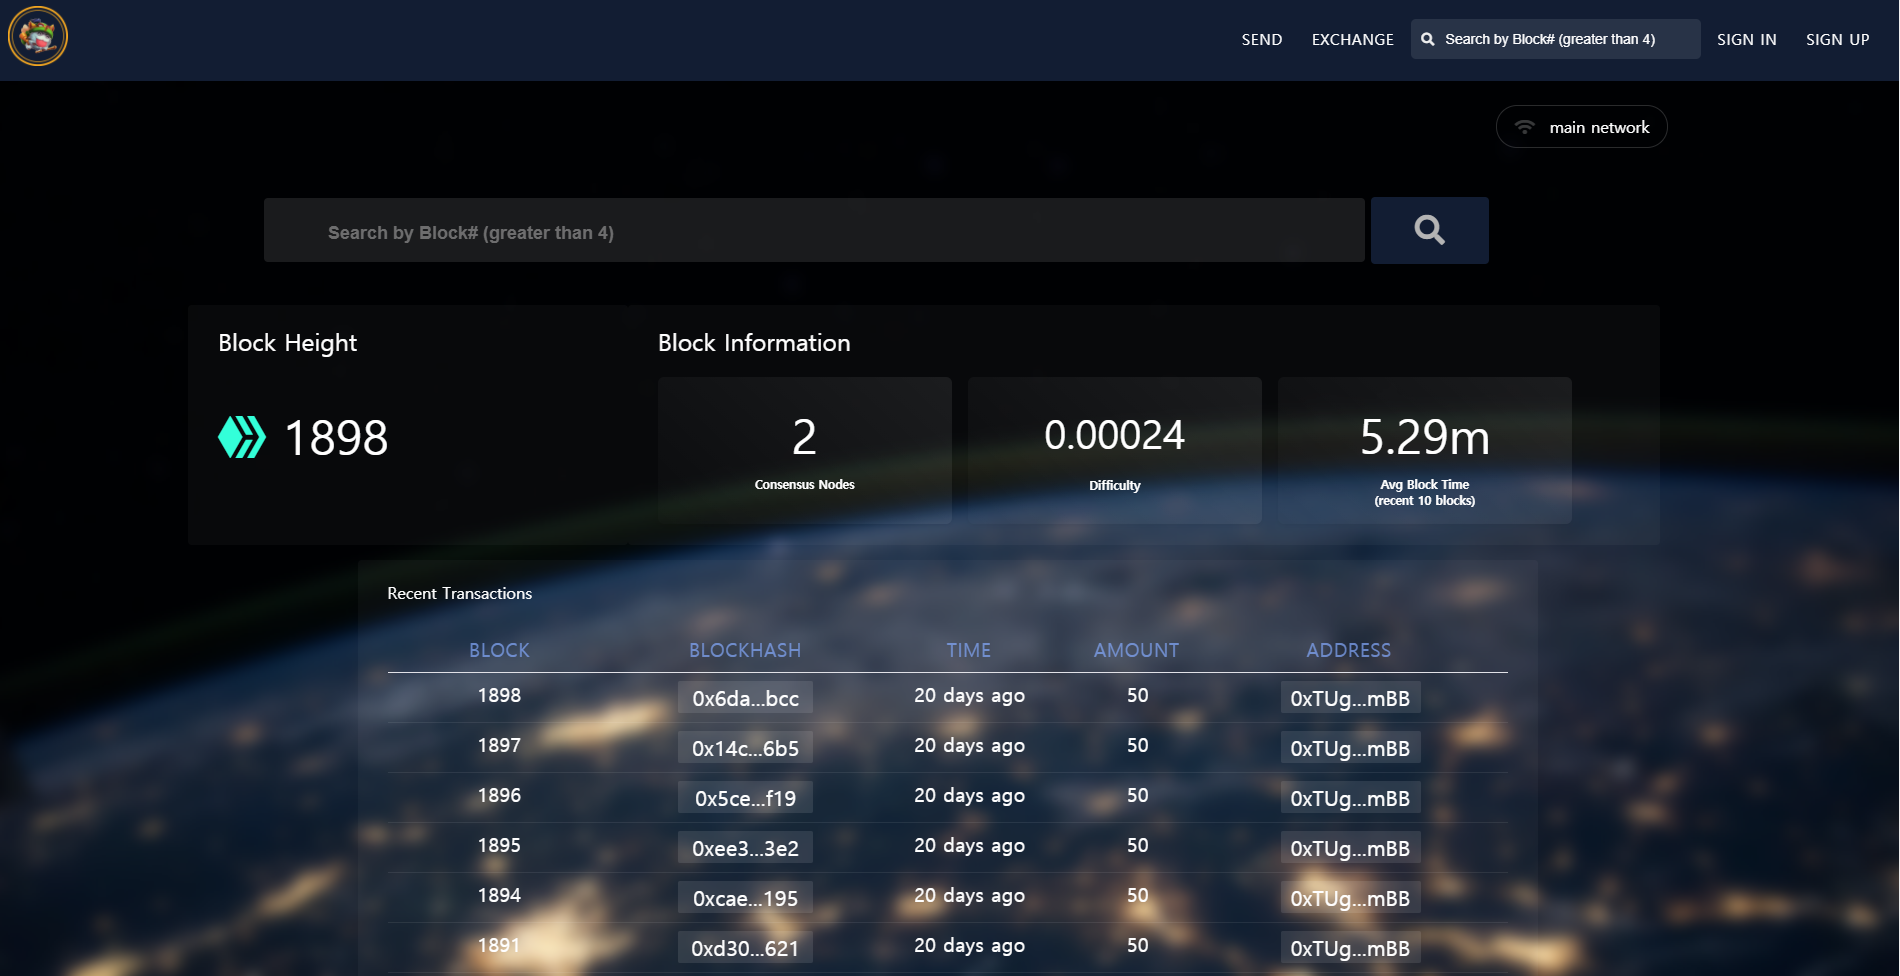 SEND EXCHANGE Search by Block# (greater than 4) SIGN IN SIGN UP
main network
Search by Block# (greater than 4)
Block Height
1898
Block Information
2
Consensus Nodes
0.00024
Difficulty
5.29m
Avg Block Time
(recent 10 blocks)
Recent Transactions
BLOCK BLOCKHASH TIME AMOUNT ADDRESS
1898 0x6da...bcc 20 days ago 50 0xTUg...mBB
1897 0x14c...6b5 20 days ago 50 0xTUg...mBB
1896 0x5ce...f19 20 days ago 50 0xTUg...mBB
1895 0xee3...3e2 20 days ago 50 0xTUg...mBB
1894 0xcae...195 20 days ago 50 0xTUg...mBB
1891 0xd30...621 20 days ago 50 0xTUg...mBB